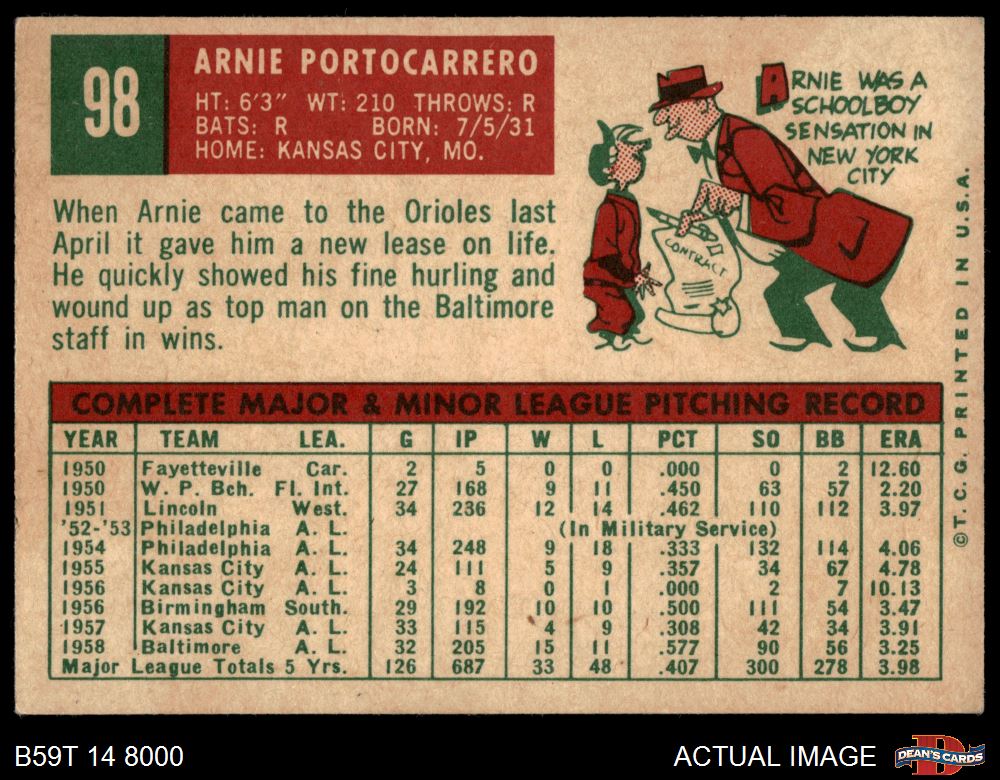 98
ARNIE PORTOCARRERO
HT: 6'3" WT: 210 THROWS: R
BATS: R BORN: 7/5/31
HOME: KANSAS CITY, MO.
ARNIE WAS A
SCHOOLBOY
SENSATION IN
NEW YORK
CITY
CONTRACT
When Arnie came to the Orioles last
April it gave him a new lease on life.
He quickly showed his fine hurling and
wound up as top man on the Baltimore
staff in wins.
COMPLETE MAJOR & MINOR LEAGUE PITCHING RECORD
YEAR TEAM LEA. G IP W L PCT SO BB ERA
1950 Fayetteville Car. 2 5 0 0 .000 0 2 12.60
1950 W. P. Bch. Fl. Int. 27 168 9 11 .450 63 57 2.20
1951 Lincoln West. 34 236 12 14 .462 110 112 3.97
'52-'53 Philadelphia A. L. (In Military Service)
1954 Philadelphia A. L. 34 248 9 18 .333 132 114 4.06
1955 Kansas City A. L. 24 111 5 9 .357 34 67 4.78
1956 Kansas City A. L. 3 8 0 1 .000 2 7 10.13
1956 Birmingham South. 29 192 10 10 .500 111 54 3.47
1957 Kansas City A. L. 33 115 4 9 .308 42 34 3.91
1958 Baltimore A. L. 32 205 15 11 .577 90 56 3.25
Major League Totals 5 Yrs. 126 687 33 48 .407 300 278 3.98
©T. C. G. PRINTED IN U.S.A.
B59T 14 8000
ACTUAL IMAGE
D
DEAN'S CARDS